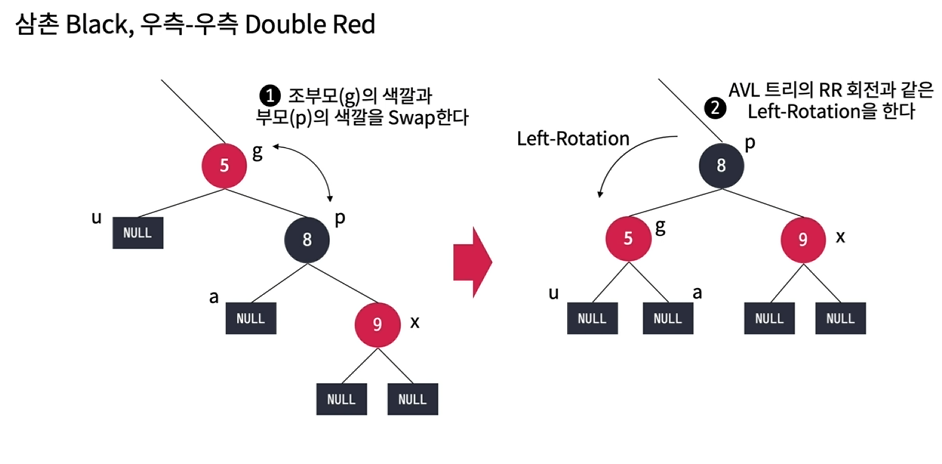 삼촌 Black, 우측-우측 Double Red
❶ 조부모(g)의 색깔과
부모(p)의 색깔을 Swap한다
g
5
u
NULL
p
8
a
NULL
9
x
NULL
NULL
❷ AVL 트리의 RR 회전과 같은
Left-Rotation을 한다
Left-Rotation
p
8
g
5
9
x
u
NULL
a
NULL
NULL
NULL